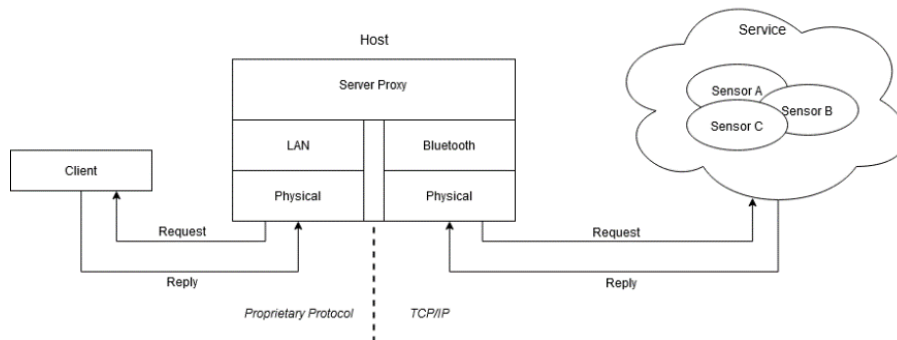 Service
Host
Server Proxy
Sensor A
Sensor B
Sensor C
LAN
Bluetooth
Client
Physical
Physical
Request
Request
Reply
Reply
Proprietary Protocol
TCP/IP